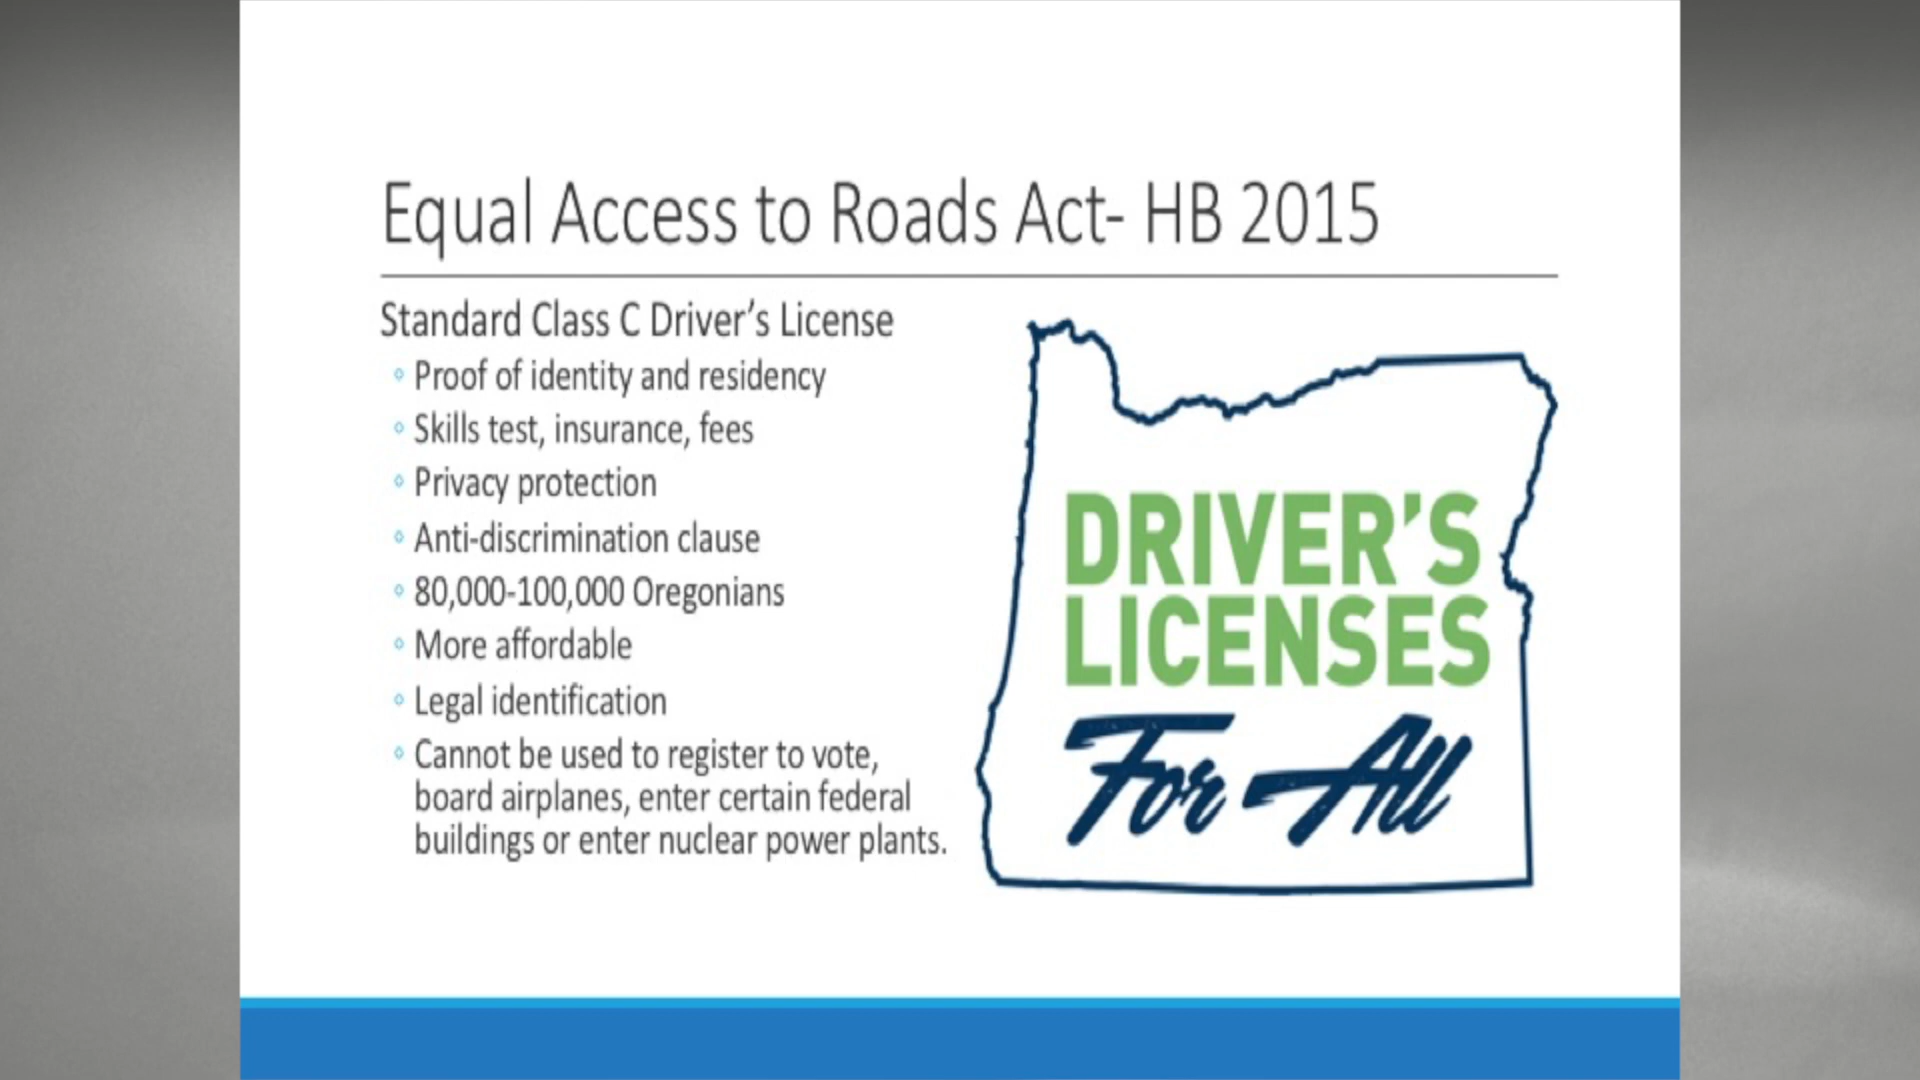 Equal Access to Roads Act- HB 2015
Standard Class C Driver's License
Proof of identity and residency
Skills test, insurance, fees
Privacy protection
Anti-discrimination clause
80,000-100,000 Oregonians
More affordable
Legal identification
Cannot be used to register to vote,
board airplanes, enter certain federal
buildings or enter nuclear power plants.
DRIVER'S
LICENSES
For All